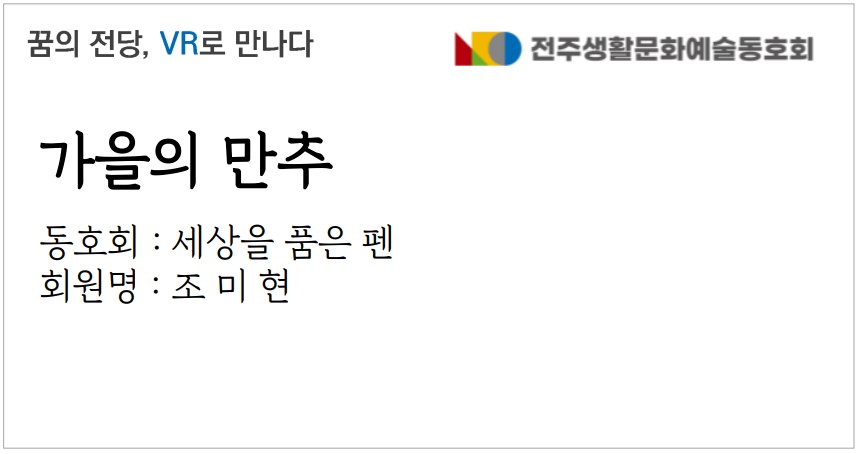 꿈의 전당, VR로 만나다
전주생활문화예술동호회
가을의 만추
동호회 : 세상을 품은 펜
회원명 : 조 미 현